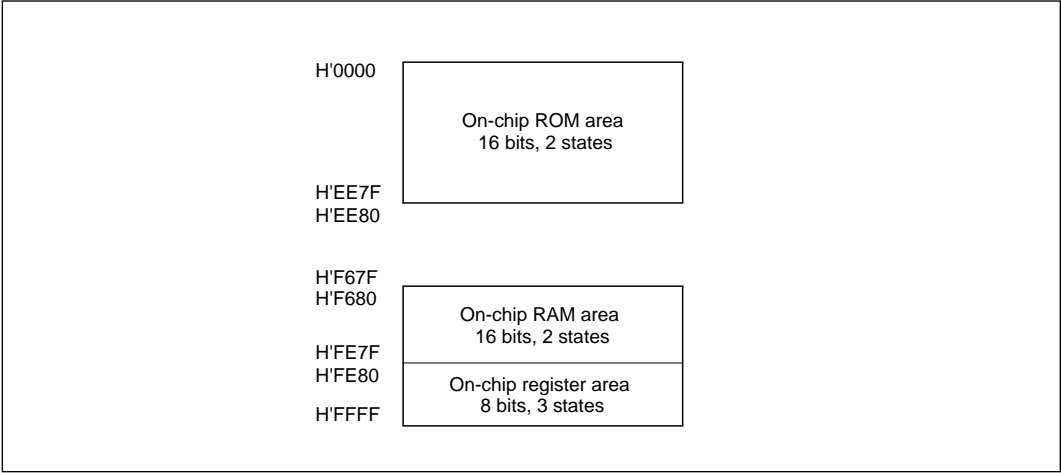 H'0000
On-chip ROM area
16 bits, 2 states
H'EE7F
H'EE80
H'F67F
H'F680
On-chip RAM area
16 bits, 2 states
H'FE7F
H'FE80
On-chip register area
8 bits, 3 states
H'FFFF